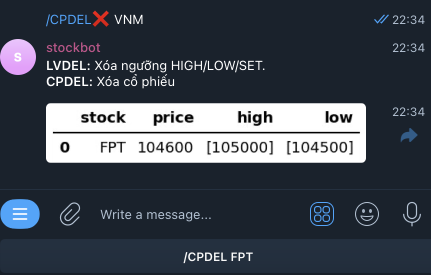 /CPDEL❌ VNM
22:34
stockbot
22:34
LVDEL: Xóa ngưỡng HIGH/LOW/SET.
CPDEL: Xóa cổ phiếu
22:34
stock price high low
0 FPT 104600 [105000] [104500]
Write a message...
/CPDEL FPT